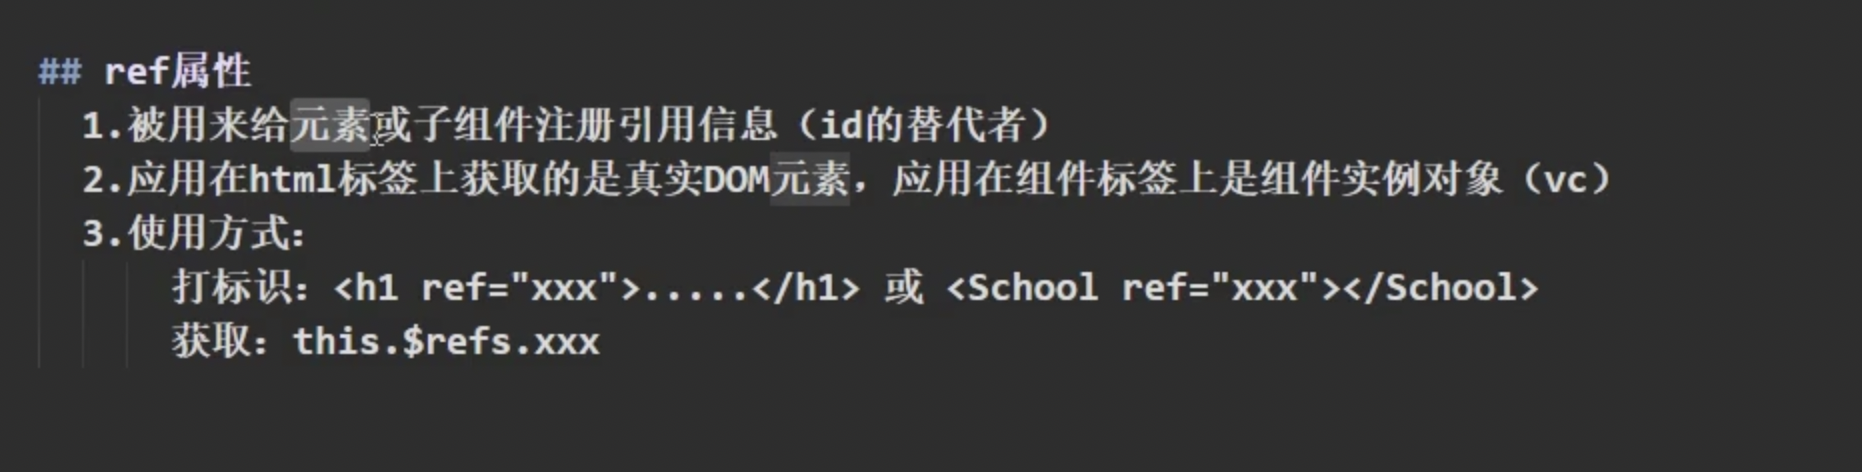 ## ref属性
1.被用来给元素或子组件注册引用信息（id的替代者）
2.应用在html标签上获取的是真实DOM元素，应用在组件标签上是组件实例对象（vc）
3.使用方式：
打标识：<h1 ref="xxx">.....</h1> 或 <School ref="xxx"></School>
获取：this.$refs.xxx